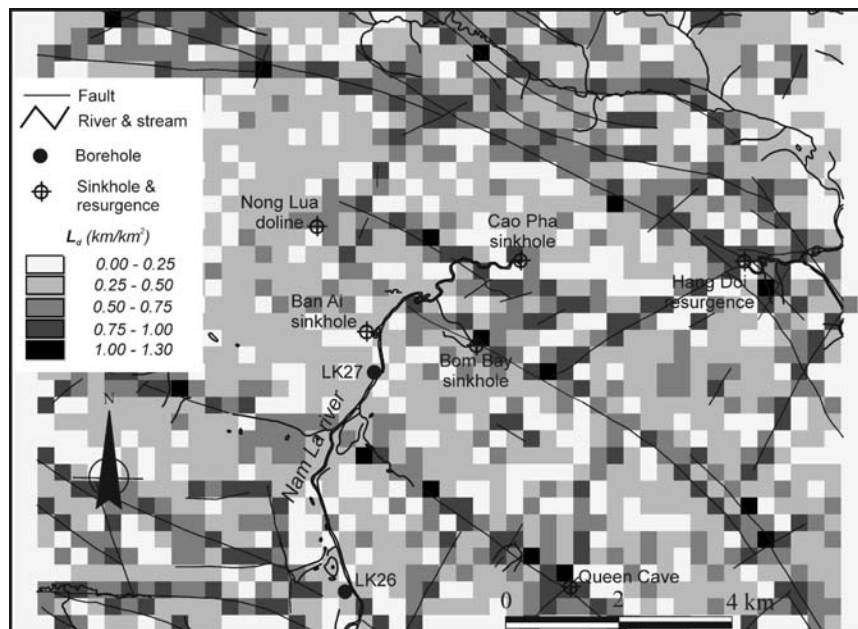 Fault
River & stream
Borehole
Sinkhole &
resurgence
Ld (km/km²)
0.00 - 0.25
0.25 - 0.50
0.50 - 0.75
0.75 - 1.00
1.00 - 1.30
Nong Lua
doline
Cao Pha
sinkhole
Hang Doi
resurgence
Ban Ai
sinkhole
Bom Bay
sinkhole
LK27
N
Nam La river
LK26
Queen Cave
0 2 4 km